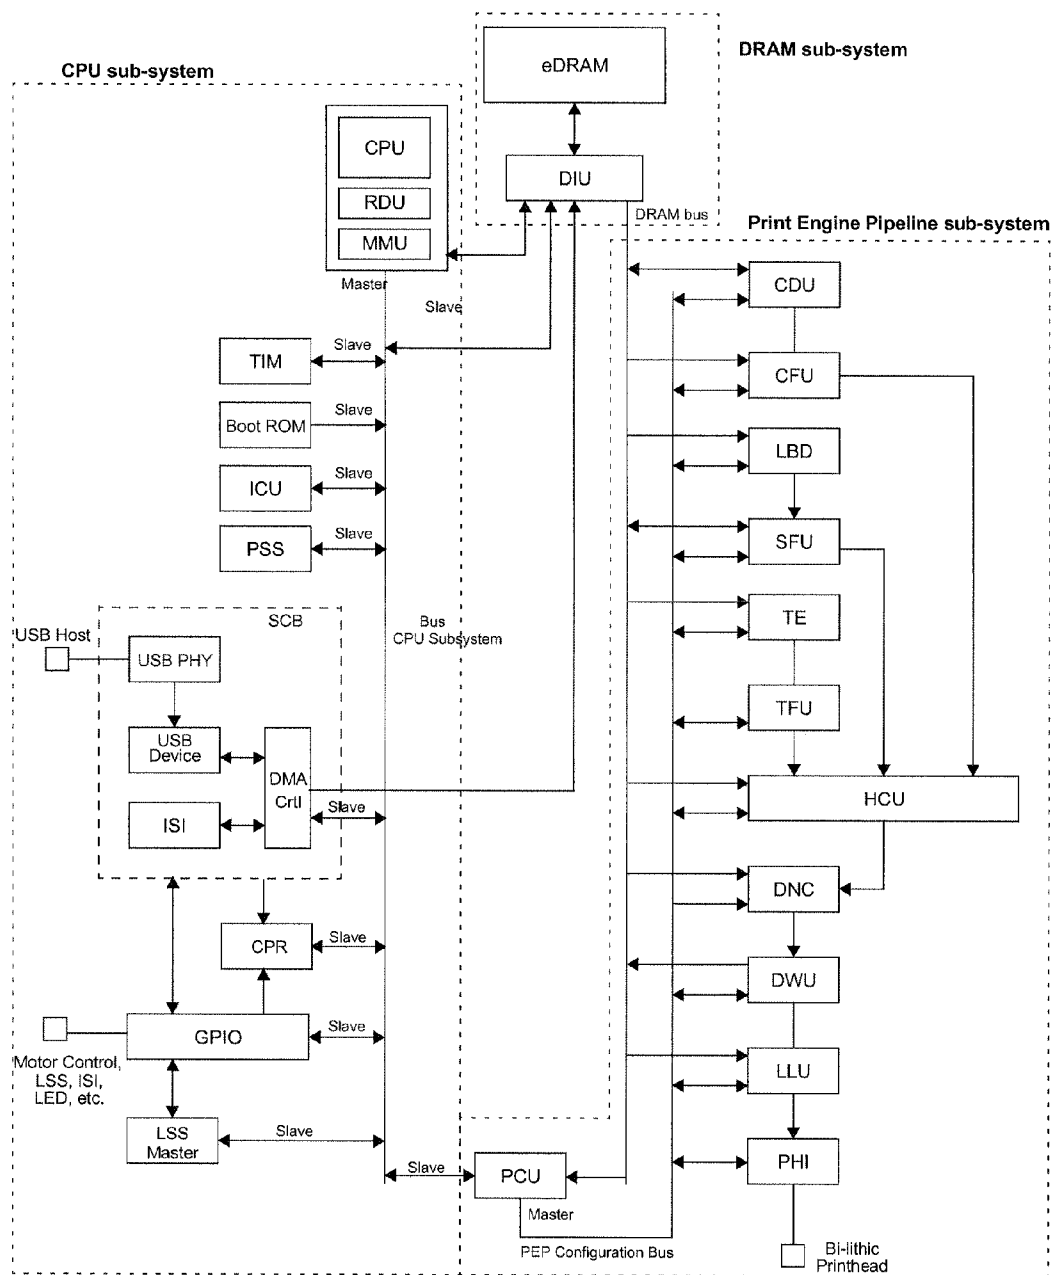 DRAM sub-system
CPU sub-system
eDRAM
CPU
RDU
MMU
DIU
DRAM bus
Print Engine Pipeline sub-system
Master
Slave
CDU
TIM
Slave
CFU
Boot ROM
Slave
LBD
ICU
Slave
PSS
Slave
SFU
TE
SCB
Bus
CPU Subsystem
USB Host
USB PHY
TFU
USB
Device
DMA
Crtl
Slave
ISI
HCU
DNC
CPR
Slave
DWU
GPIO
Slave
Motor Control,
LSS, ISI,
LED, etc.
LLU
LSS
Master
Slave
PHI
Slave
PCU
Master
PEP Configuration Bus
Bi-lithic
Printhead